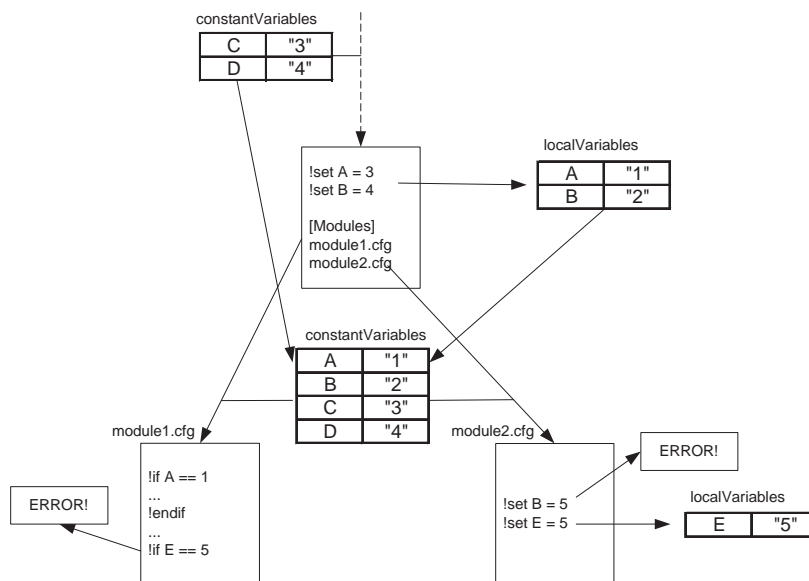 constantVariables
C "3"
D "4"
!set A = 3
!set B = 4
[Modules]
module1.cfg
module2.cfg
localVariables
A "1"
B "2"
constantVariables
A "1"
B "2"
C "3"
D "4"
module1.cfg
!if A == 1
...
!endif
...
!if E == 5
ERROR!
module2.cfg
!set B = 5
!set E = 5
ERROR!
localVariables
E "5"